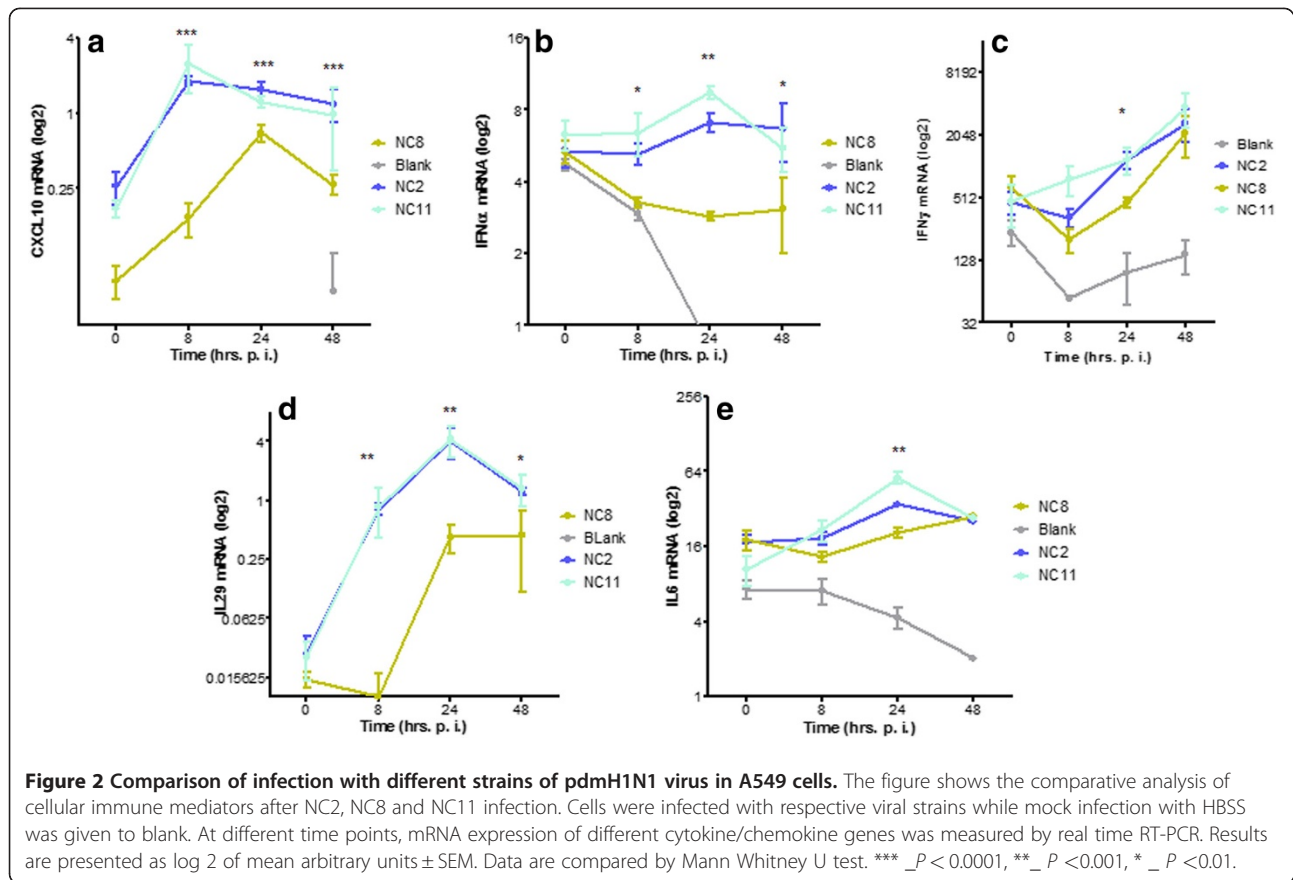 a
CXCL10 mRNA (log2)
4
1
0.25
***
***
***
0
8
24
48
Time (hrs. p. i.)
NC8
Blank
NC2
NC11
b
IFNα mRNA (log2)
16
8
4
2
1
*
**
*
0
8
24
48
Time (hrs. p. i.)
NC8
Blank
NC2
NC11
c
IFNγ mRNA (log2)
8192
2048
512
128
32
*
0
8
24
48
Time (hrs. p. i.)
Blank
NC2
NC8
NC11
d
IL29 mRNA (log2)
4
1
0.25
0.0625
0.015625
**
**
*
0
8
24
48
Time (hrs. p. i.)
NC8
BLank
NC2
NC11
e
IL6 mRNA (log2)
256
64
16
4
1
**
0
8
24
48
Time (hrs. p. i.)
NC8
Blank
NC2
NC11
Figure 2 Comparison of infection with different strains of pdmH1N1 virus in A549 cells. The figure shows the comparative analysis of
cellular immune mediators after NC2, NC8 and NC11 infection. Cells were infected with respective viral strains while mock infection with HBSS
was given to blank. At different time points, mRNA expression of different cytokine/chemokine genes was measured by real time RT-PCR. Results
are presented as log 2 of mean arbitrary units ± SEM. Data are compared by Mann Whitney U test. *** _P < 0.0001, **_ P <0.001, * _ P <0.01.